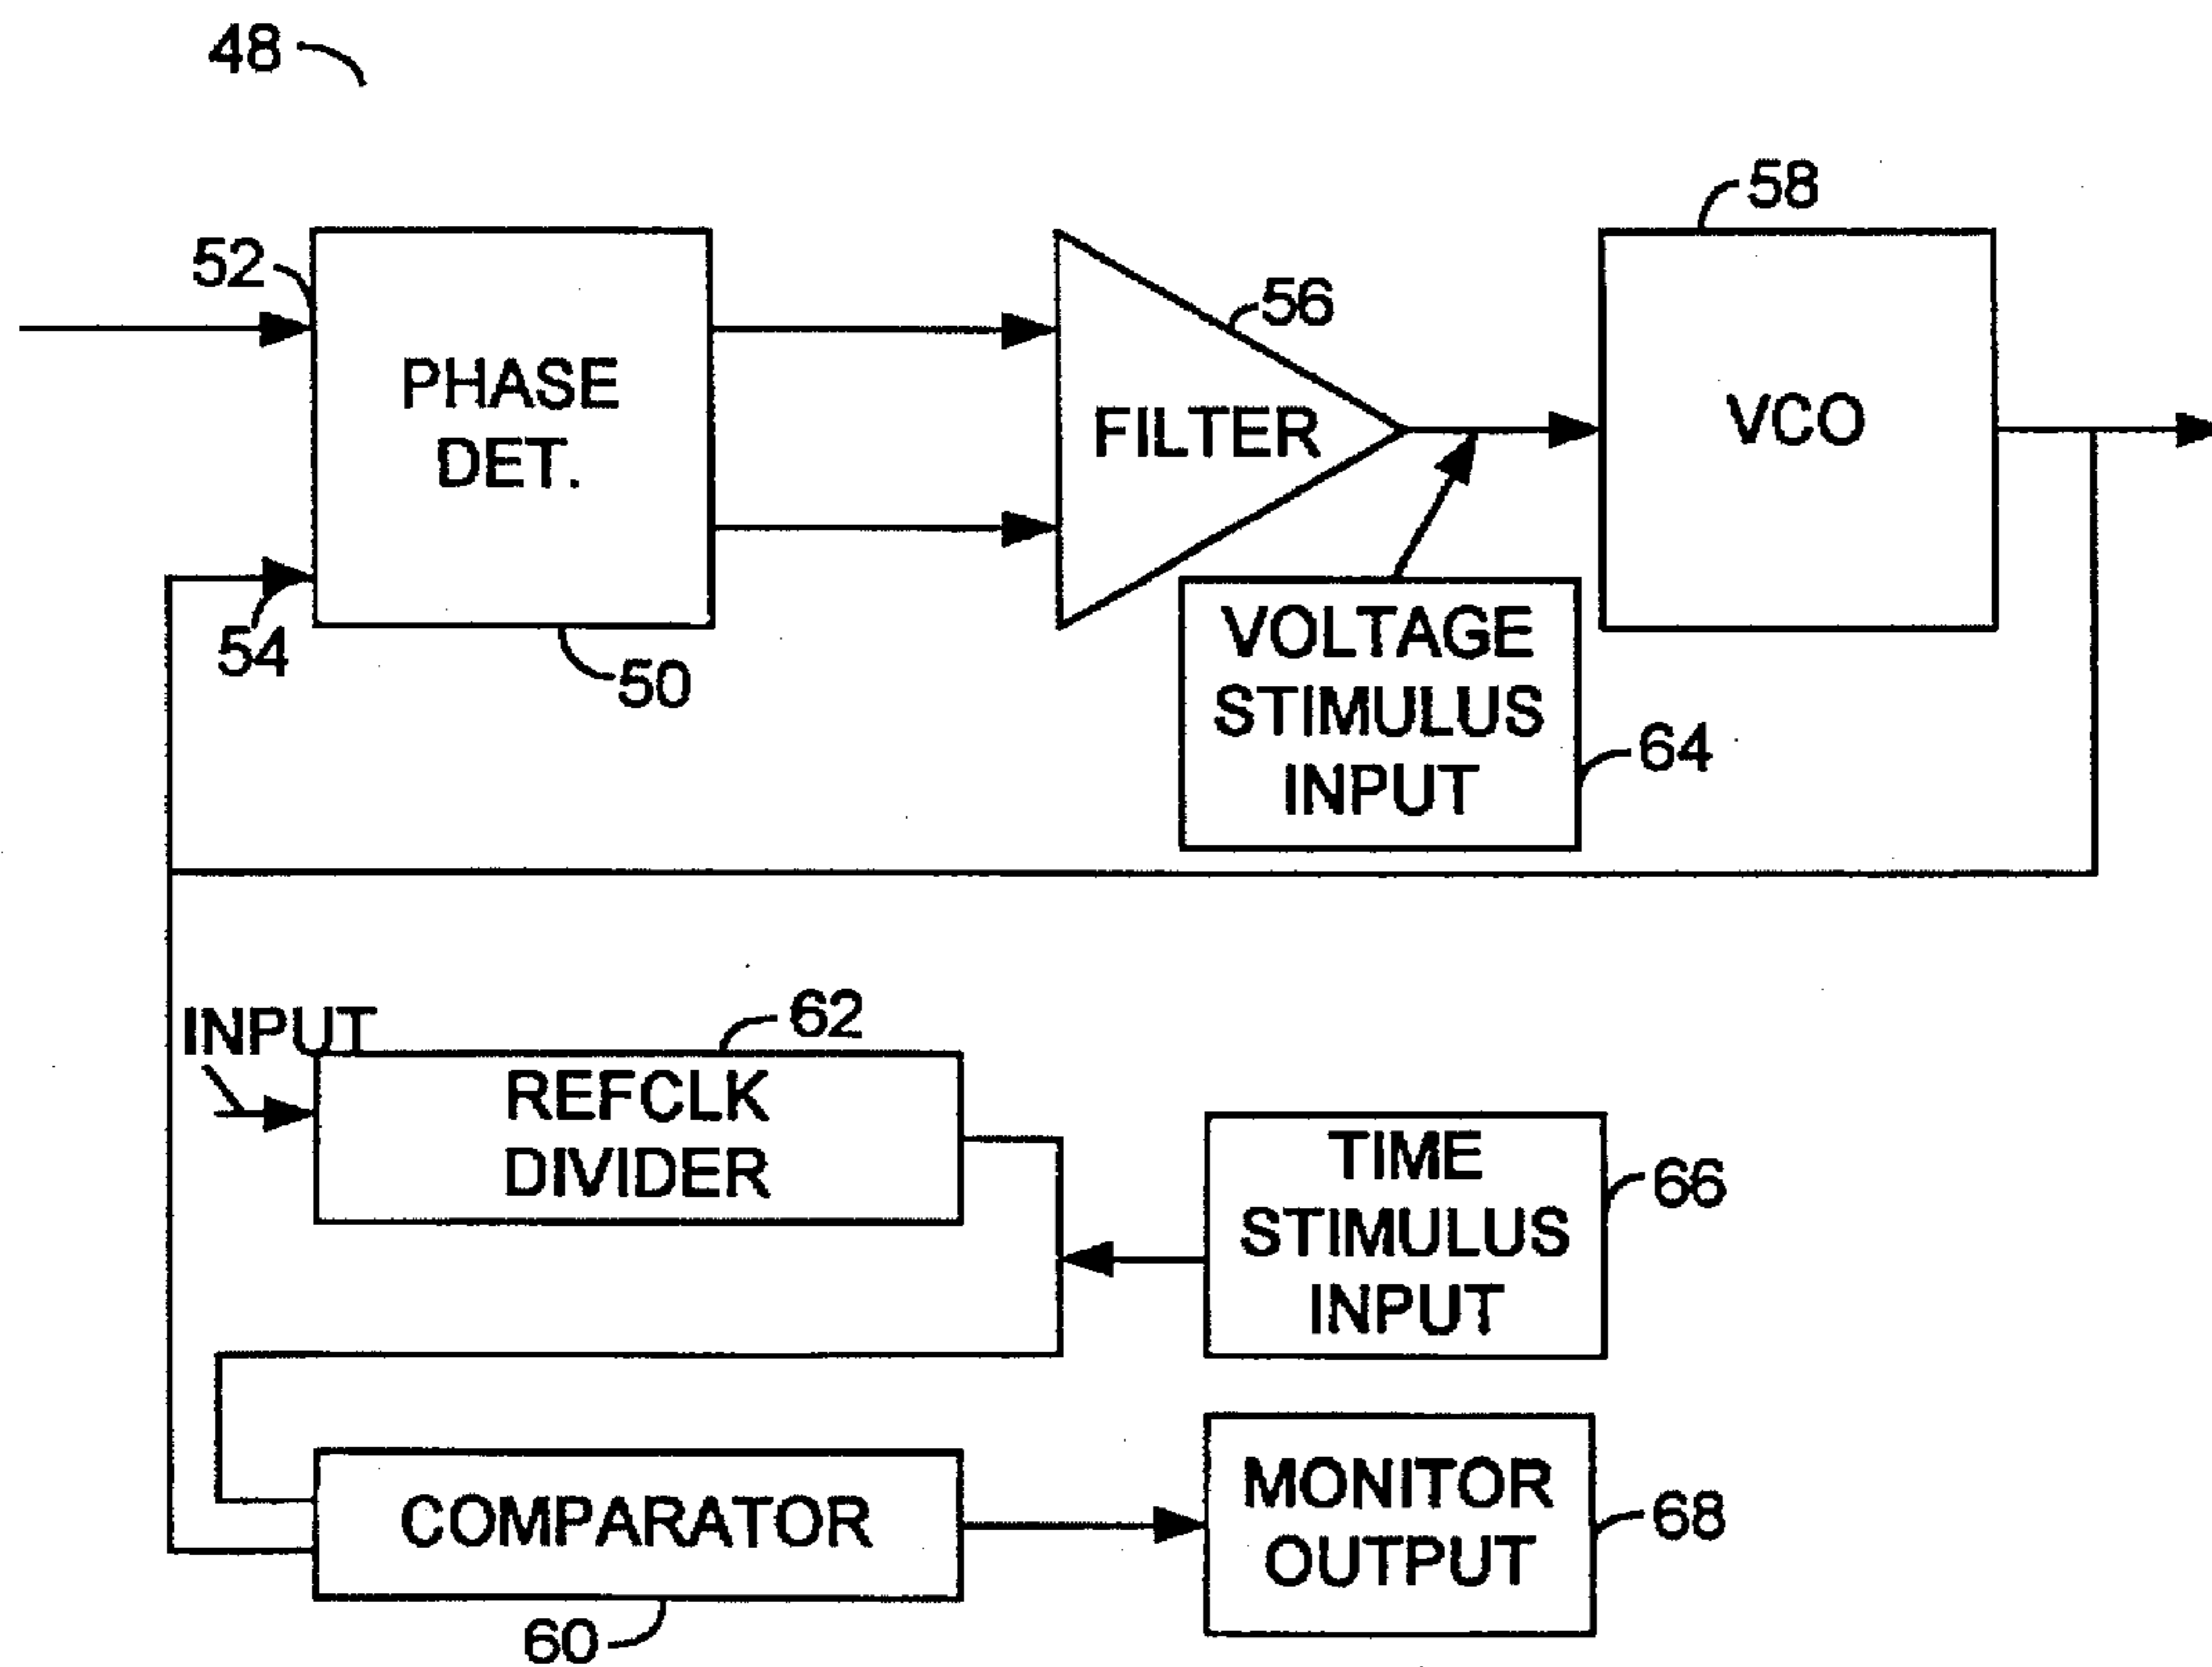 48
58
52
56
PHASE
DET.
FILTER
VCO
54
50
VOLTAGE
STIMULUS
INPUT
64
INPUT
62
REFCLK
DIVIDER
TIME
STIMULUS
INPUT
66
COMPARATOR
60
MONITOR
OUTPUT
68